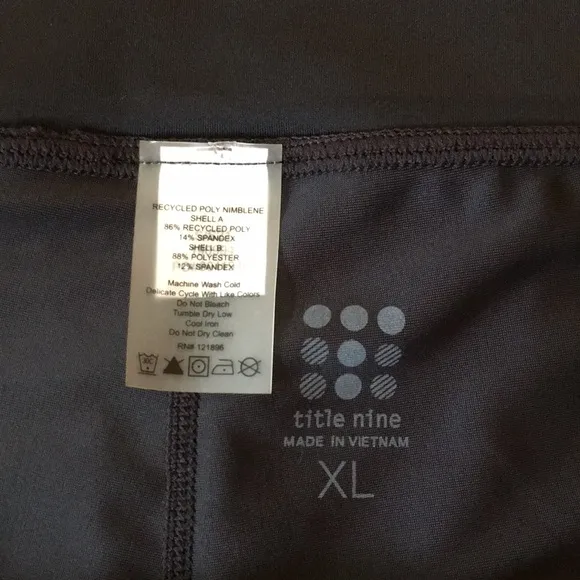 RECYCLED POLY NIMBLENE
SHELL A
86% RECYCLED POLY
14% SPANDEX
SHELL B
88% POLYESTER
12% SPANDEX
Machine Wash Cold
Delicate Cycle With Like Colors
Do Not Bleach
Tumble Dry Low
Cool Iron
Do Not Dry Clean
RN# 121896
30C
title nine
MADE IN VIETNAM
XL